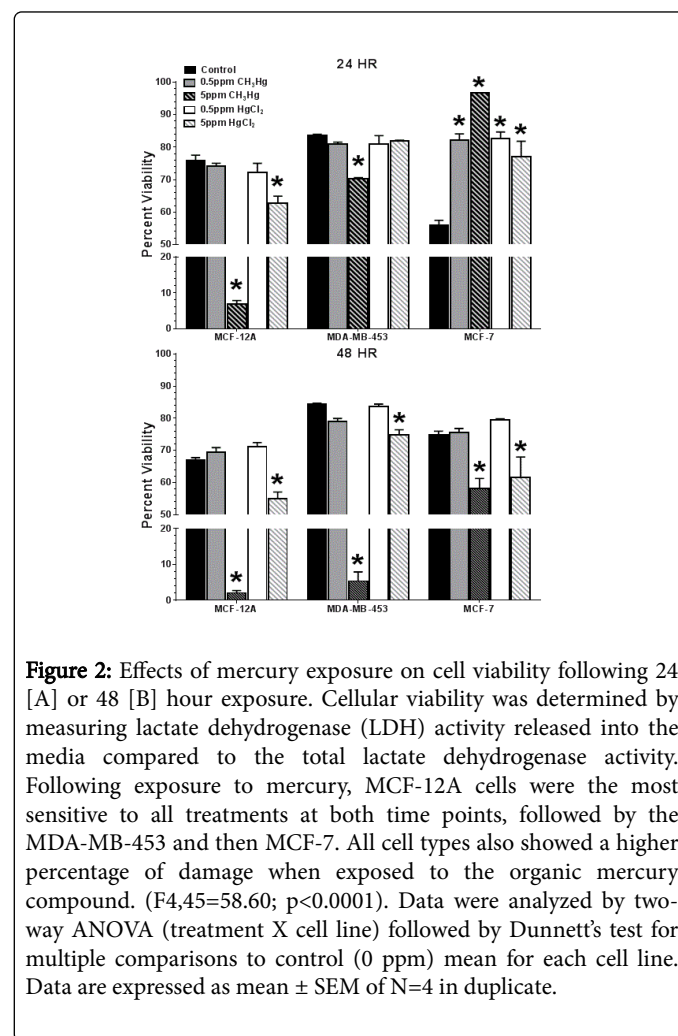 24 HR
Control
0.5ppm CH₃Hg
5ppm CH₃Hg
0.5ppm HgCl₂
5ppm HgCl₂
Percent Viability
100
90
80
70
60
50
20
10
0
* * * * * * *
MCF-12A MDA-MB-453 MCF-7
48 HR
Percent Viability
100
90
80
70
60
50
20
10
0
* * * * * *
MCF-12A MDA-MB-453 MCF-7
Figure 2: Effects of mercury exposure on cell viability following 24
[A] or 48 [B] hour exposure. Cellular viability was determined by
measuring lactate dehydrogenase (LDH) activity released into the
media compared to the total lactate dehydrogenase activity.
Following exposure to mercury, MCF-12A cells were the most
sensitive to all treatments at both time points, followed by the
MDA-MB-453 and then MCF-7. All cell types also showed a higher
percentage of damage when exposed to the organic mercury
compound. (F4,45=58.60; p<0.0001). Data were analyzed by two-
way ANOVA (treatment X cell line) followed by Dunnett's test for
multiple comparisons to control (0 ppm) mean for each cell line.
Data are expressed as mean ± SEM of N=4 in duplicate.